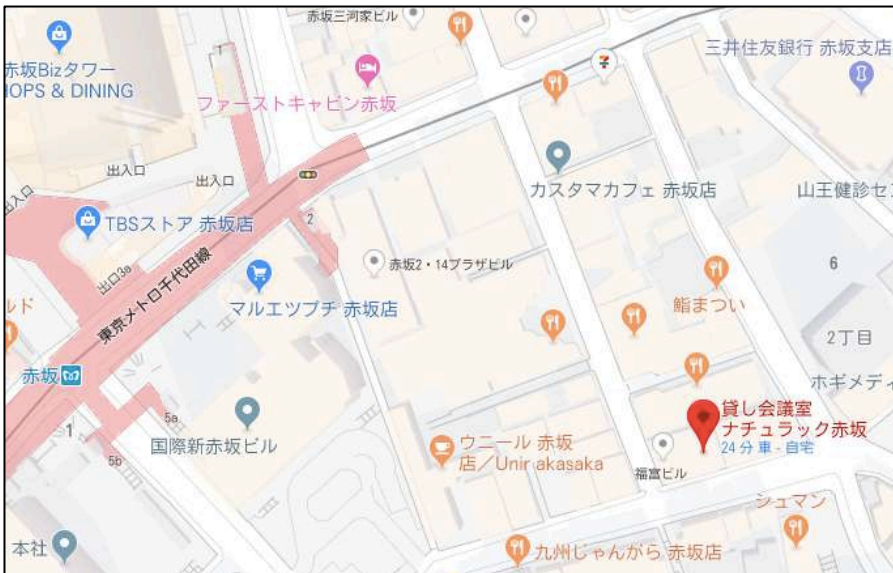 赤坂三河家ビル
三井住友銀行 赤坂支店
赤坂Bizタワー
HOPS & DINING
1
ファーストキャビン赤坂
出入口
出入口
出入口
カスタマカフェ 赤坂店
山王健診セン
TBSストア 赤坂店
2
赤坂2・14プラザビル
6
出口3a
東京メトロ千代田線
マルエツプチ 赤坂店
鮨まつい
ルド
2丁目
赤坂
ホギメディ
貸し会議室
ナチュラック赤坂
24 分 車 - 自宅
5a
1
国際新赤坂ビル
ウニール 赤坂
店／Unir akasaka
5b
福富ビル
シュマン
本社
九州じゃんがら 赤坂店